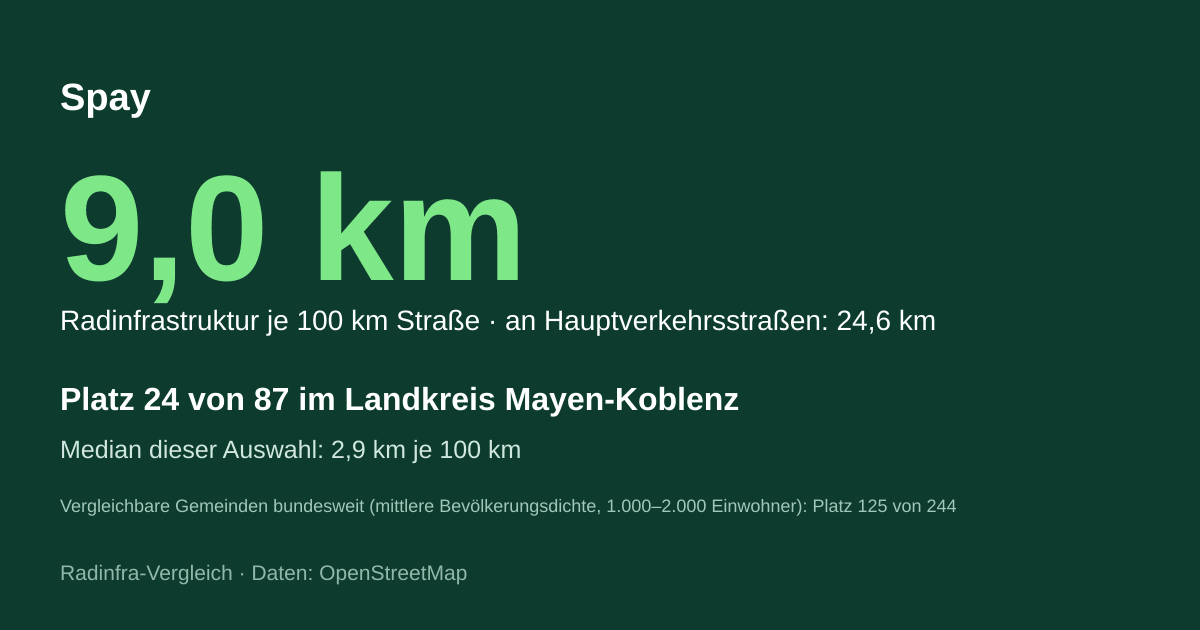 Spay
9,0 km
Radinfrastruktur je 100 km Straße · an Hauptverkehrsstraßen: 24,6 km
Platz 24 von 87 im Landkreis Mayen-Koblenz
Median dieser Auswahl: 2,9 km je 100 km
Vergleichbare Gemeinden bundesweit (mittlere Bevölkerungsdichte, 1.000–2.000 Einwohner): Platz 125 von 244
Radinfra-Vergleich · Daten: OpenStreetMap